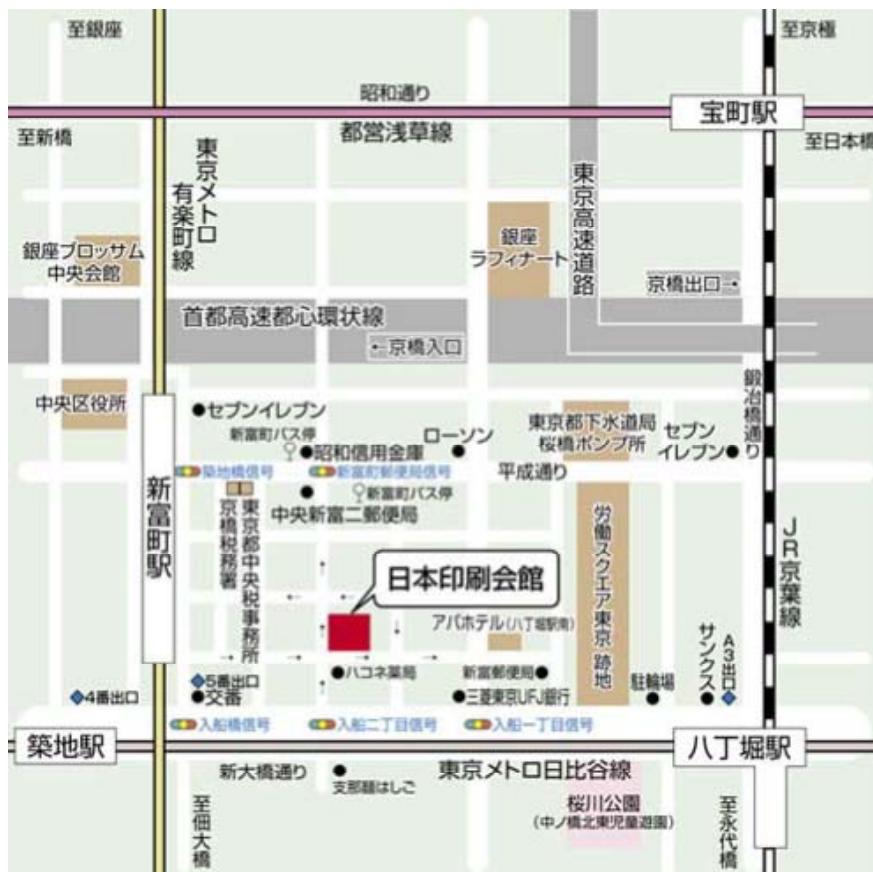 至銀座
至京極
昭和通り
宝町駅
至新橋
都営浅草線
至日本橋
東京メトロ
有楽町線
東京高速道路
銀座
ラフィナート
銀座ブロッサム
中央会館
京橋出口→
首都高速都心環状線
←京橋入口
中央区役所
セブンイレブン
新富町バス停
昭和信用金庫
ローソン
東京都下水道局
桜橋ポンプ所
セブン
イレブン
鍛冶橋通り
築地橋信号
新富町郵便局信号
平成通り
新富町駅
新富町バス停
中央新富二郵便局
東京都中央税事務所
京橋税務署
労働スクエア東京 跡地
JR京葉線
日本印刷会館
アパホテル(八丁堀駅南)
サンクス
A3出口
5番出口
ハコネ薬局
新富郵便局
駐輪場
4番出口
交番
三菱東京UFJ銀行
入船橋信号
入船二丁目信号
入船一丁目信号
築地駅
八丁堀駅
新大橋通り
東京メトロ日比谷線
支那麺はしご
至佃大橋
桜川公園
(中ノ橋北東児童遊園)
至永代橋